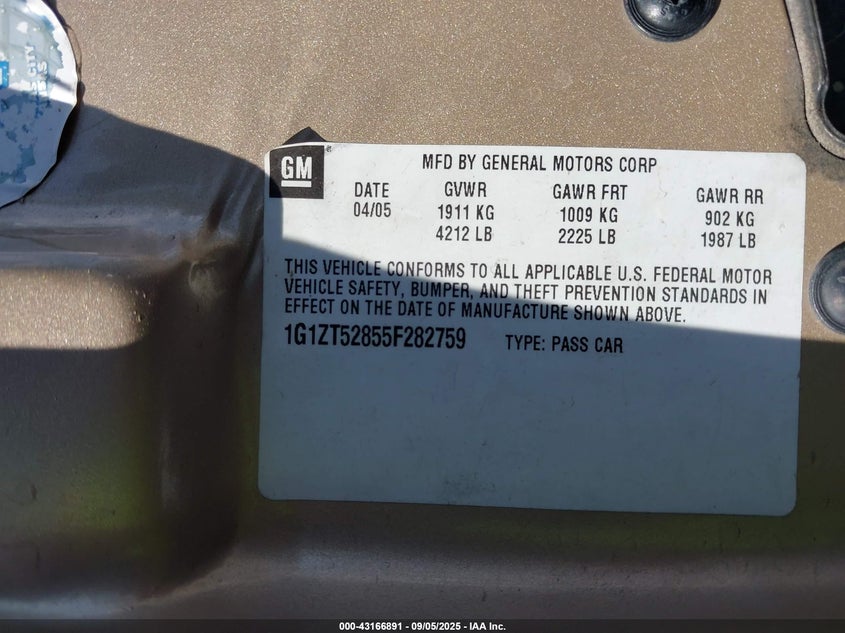 GM
MFD BY GENERAL MOTORS CORP
DATE GVWR GAWR FRT GAWR RR
04/05 1911 KG 1009 KG 902 KG
4212 LB 2225 LB 1987 LB
THIS VEHICLE CONFORMS TO ALL APPLICABLE U.S. FEDERAL MOTOR
VEHICLE SAFETY, BUMPER, AND THEFT PREVENTION STANDARDS IN
EFFECT ON THE DATE OF MANUFACTURE SHOWN ABOVE.
1G1ZT52855F282759 TYPE: PASS CAR
000-43166891 | 09/05/2025 - IAA Inc.